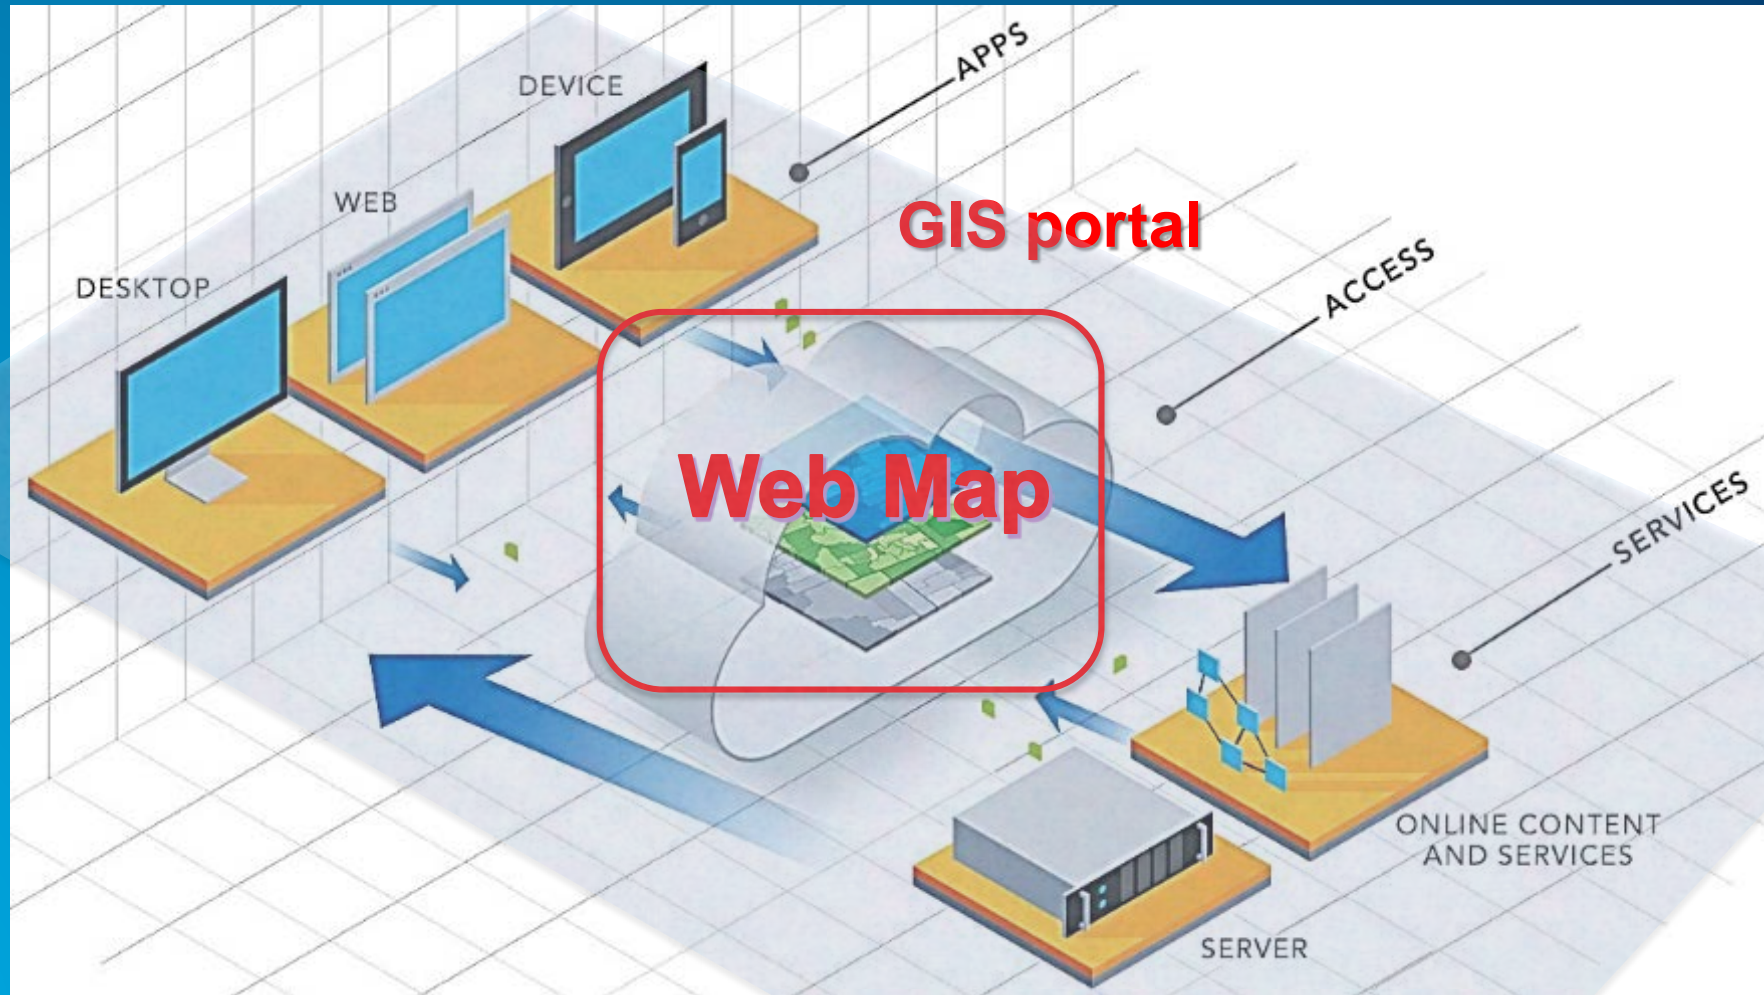 APPS
DEVICE
WEB
GIS portal
DESKTOP
ACCESS
Web Map
SERVICES
ONLINE CONTENT
AND SERVICES
SERVER